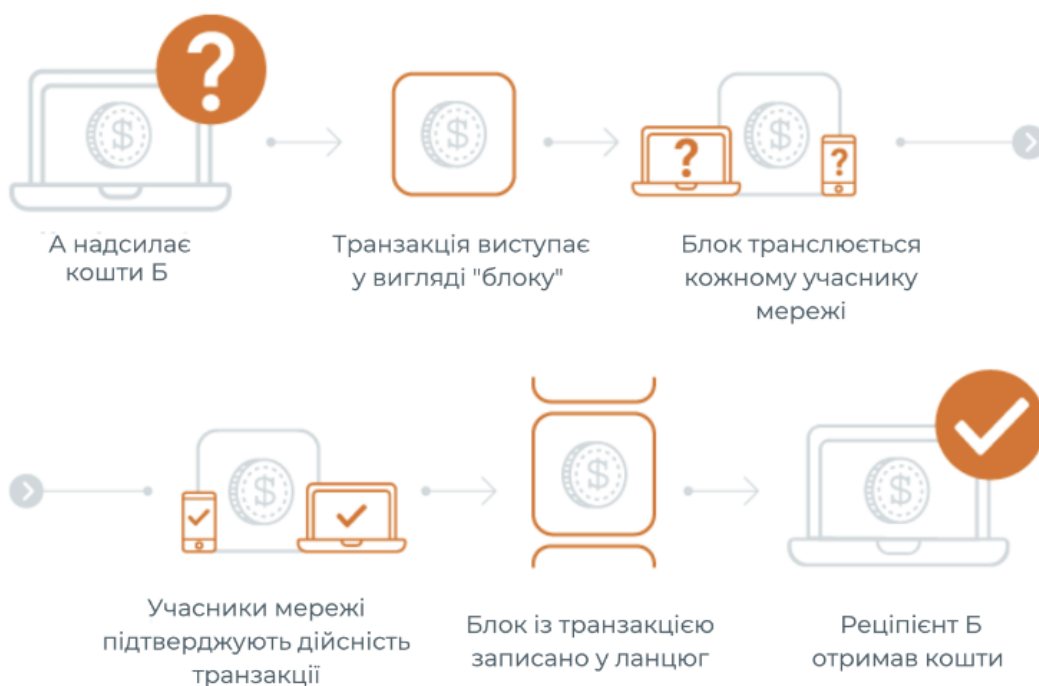 А надсилає
кошти Б
Транзакція виступає
у вигляді "блоку"
Блок транслюється
кожному учаснику
мережі
Учасники мережі
підтверджують дійсність
транзакції
Блок із транзакцією
записано у ланцюг
Реціпієнт Б
отримав кошти